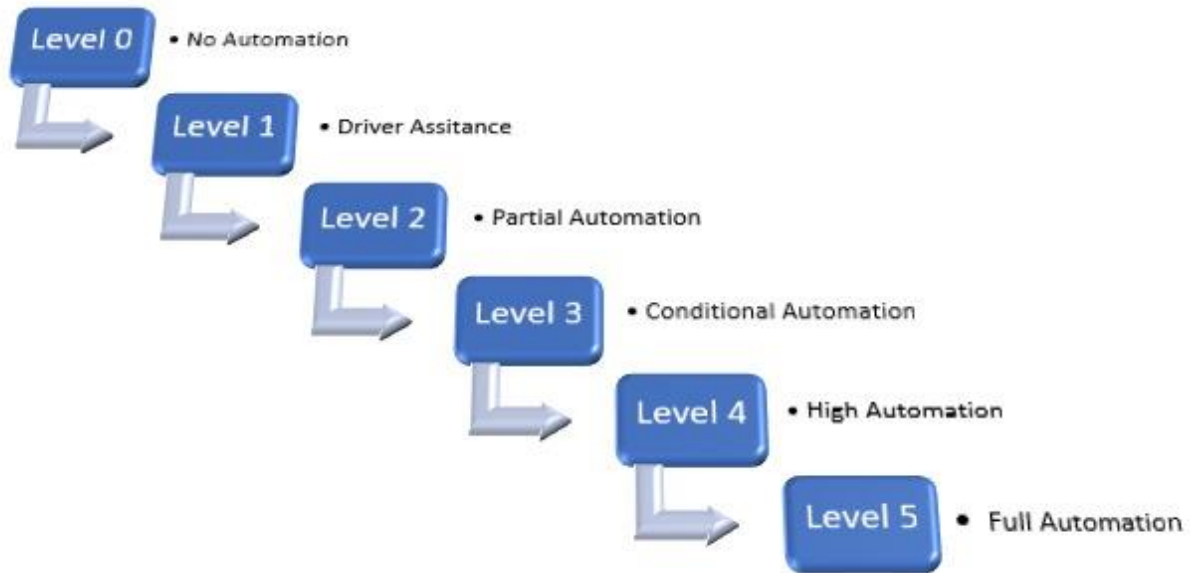 Level 0 • No Automation
Level 1 • Driver Assitance
Level 2 • Partial Automation
Level 3 • Conditional Automation
Level 4 • High Automation
Level 5 • Full Automation